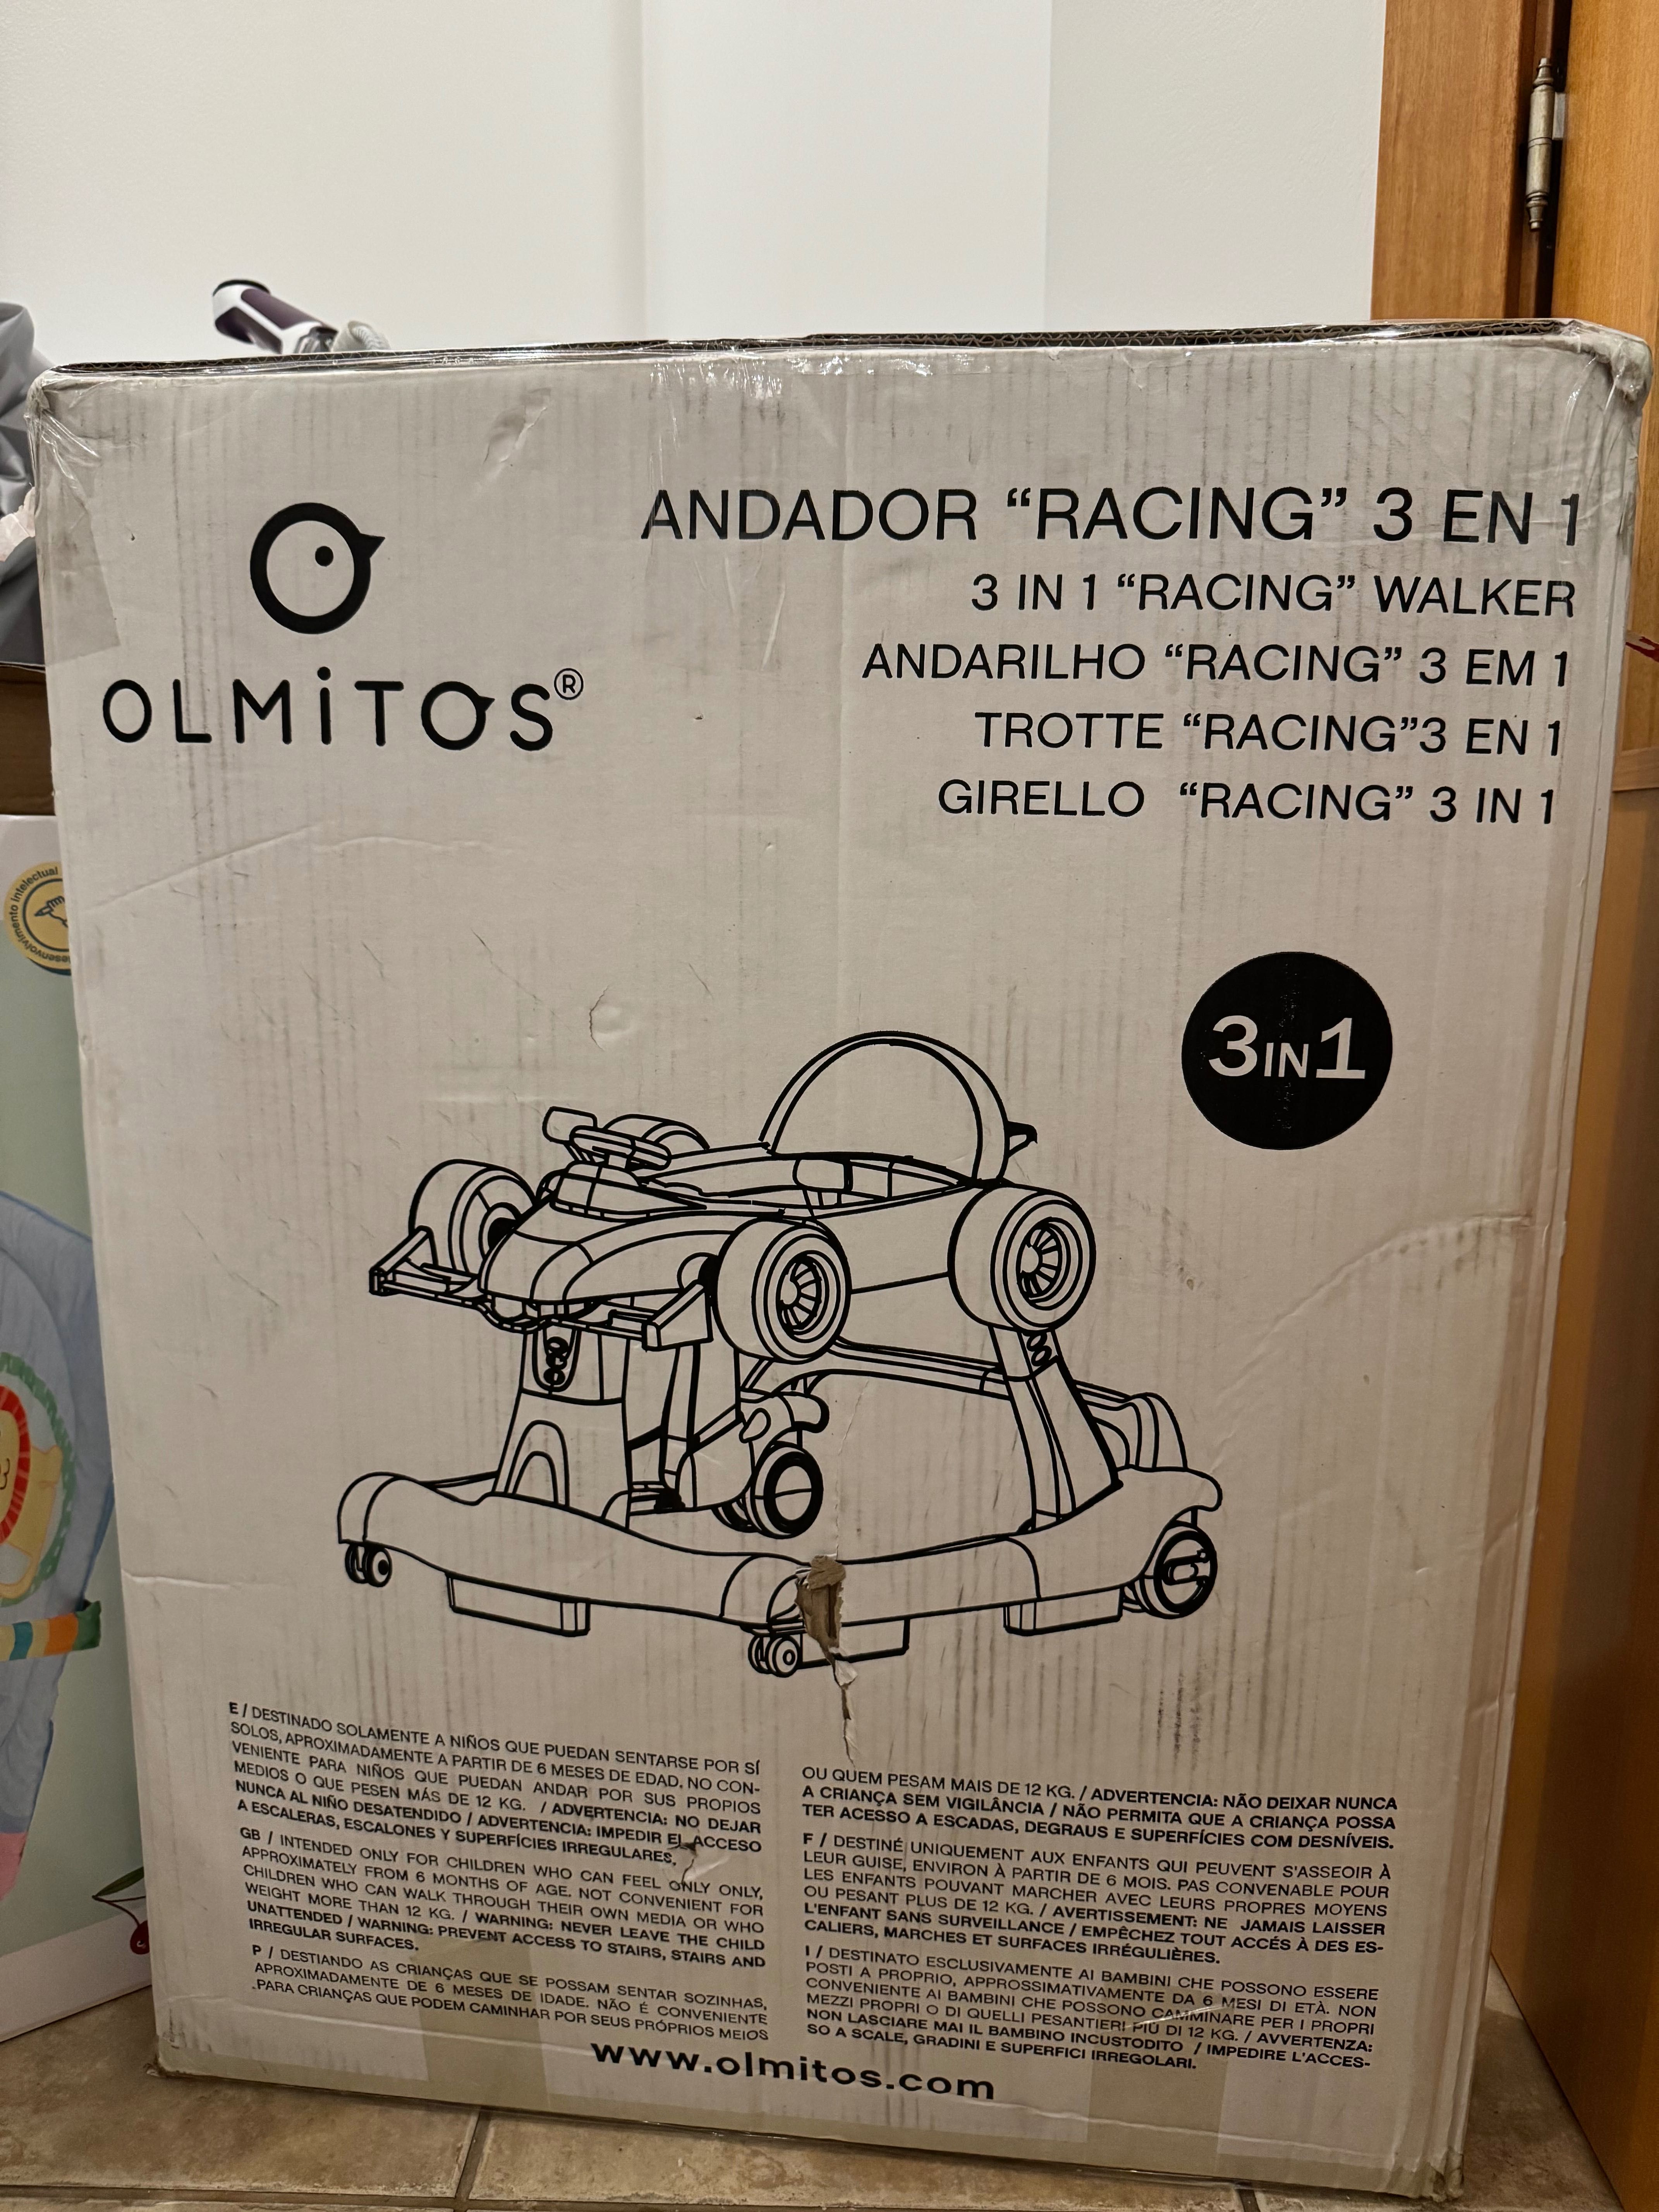 OLMiTOS®
ANDADOR “RACING” 3 EN 1
3 IN 1 “RACING” WALKER
ANDARILHO “RACING” 3 EM 1
TROTTE “RACING”3 EN 1
GIRELLO “RACING” 3 IN 1
3IN1
desenvolvimento intelectual
E / DESTINADO SOLAMENTE A NIÑOS QUE PUEDAN SENTARSE POR SÍ
SOLOS, APROXIMADAMENTE A PARTIR DE 6 MESES DE EDAD. NO CON-
VENIENTE PARA NIÑOS QUE PUEDAN ANDAR POR SUS PROPIOS
MEDIOS O QUE PESEN MÁS DE 12 KG. / ADVERTENCIA: NO DEJAR
NUNCA AL NIÑO DESATENDIDO / ADVERTENCIA: IMPEDIR EL ACCESO
A ESCALERAS, ESCALONES Y SUPERFÍCIES IRREGULARES.
GB / INTENDED ONLY FOR CHILDREN WHO CAN FEEL ONLY ONLY,
APPROXIMATELY FROM 6 MONTHS OF AGE. NOT CONVENIENT FOR
CHILDREN WHO CAN WALK THROUGH THEIR OWN MEDIA OR WHO
WEIGHT MORE THAN 12 KG. / WARNING: NEVER LEAVE THE CHILD
UNATTENDED / WARNING: PREVENT ACCESS TO STAIRS, STAIRS AND
IRREGULAR SURFACES.
P / DESTIANDO AS CRIANÇAS QUE SE POSSAM SENTAR SOZINHAS,
APROXIMADAMENTE DE 6 MESES DE IDADE. NÃO É CONVENIENTE
.PARA CRIANÇAS QUE PODEM CAMINHAR POR SEUS PRÓPRIOS MEIOS
OU QUEM PESAM MAIS DE 12 KG. / ADVERTENCIA: NÃO DEIXAR NUNCA
A CRIANÇA SEM VIGILÂNCIA / NÃO PERMITA QUE A CRIANÇA POSSA
TER ACESSO A ESCADAS, DEGRAUS E SUPERFÍCIES COM DESNÍVEIS.
F / DESTINÉ UNIQUEMENT AUX ENFANTS QUI PEUVENT S'ASSEOIR À
LEUR GUISE, ENVIRON À PARTIR DE 6 MOIS. PAS CONVENABLE POUR
LES ENFANTS POUVANT MARCHER AVEC LEURS PROPRES MOYENS
OU PESANT PLUS DE 12 KG. / AVERTISSEMENT: NE JAMAIS LAISSER
L'ENFANT SANS SURVEILLANCE / EMPÊCHEZ TOUT ACCÉS À DES ES-
CALIERS, MARCHES ET SURFACES IRRÉGULIÈRES.
I / DESTINATO ESCLUSIVAMENTE AI BAMBINI CHE POSSONO ESSERE
POSTI A PROPRIO, APPROSSIMATIVAMENTE DA 6 MESI DI ETÀ. NON
CONVENIENTE AI BAMBINI CHE POSSONO CAMMINARE PER I PROPRI
MEZZI PROPRI O DI QUELLI PESANTIERI PIÙ DI 12 KG. / AVVERTENZA:
NON LASCIARE MAI IL BAMBINO INCUSTODITO / IMPEDIRE L'ACCES-
SO A SCALE, GRADINI E SUPERFICI IRREGOLARI.
www.olmitos.com